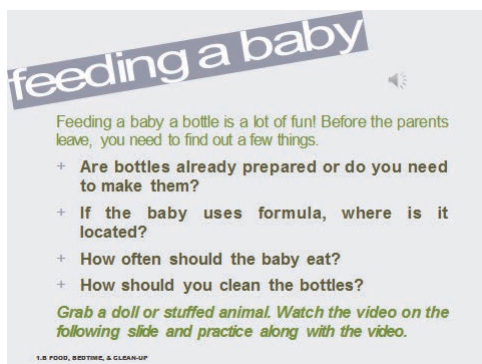 feeding a baby
Feeding a baby a bottle is a lot of fun! Before the parents
leave, you need to find out a few things.
+ Are bottles already prepared or do you need
to make them?
+ If the baby uses formula, where is it
located?
+ How often should the baby eat?
+ How should you clean the bottles?
Grab a doll or stuffed animal. Watch the video on the
following slide and practice along with the video.
1.B FOOD, BEDTIME, & CLEAN-UP